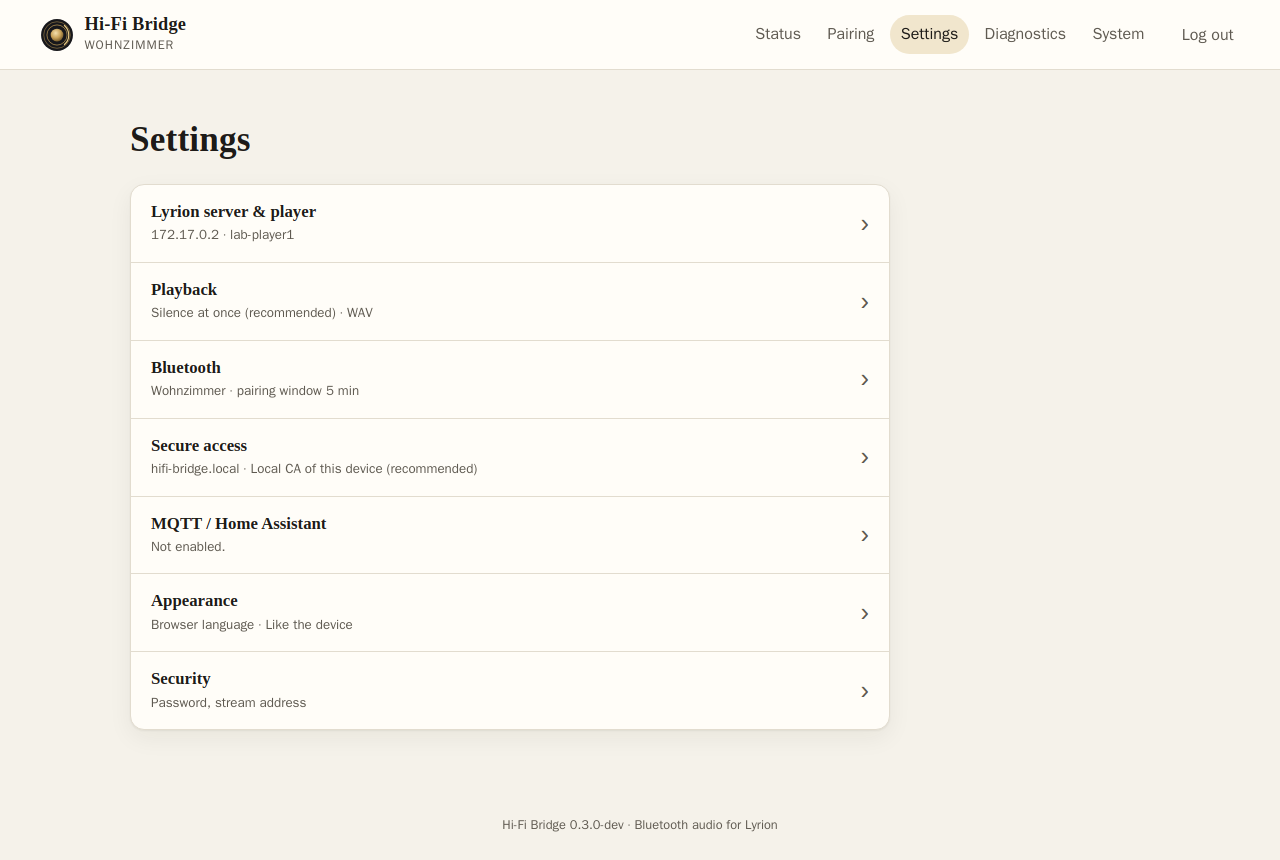 Hi-Fi Bridge
WOHNZIMMER
Status
Pairing
Settings
Diagnostics
System
Log out
Settings
Lyrion server & player
172.17.0.2 · lab-player1
Playback
Silence at once (recommended) · WAV
Bluetooth
Wohnzimmer · pairing window 5 min
Secure access
hifi-bridge.local · Local CA of this device (recommended)
MQTT / Home Assistant
Not enabled.
Appearance
Browser language · Like the device
Security
Password, stream address
Hi-Fi Bridge 0.3.0-dev · Bluetooth audio for Lyrion